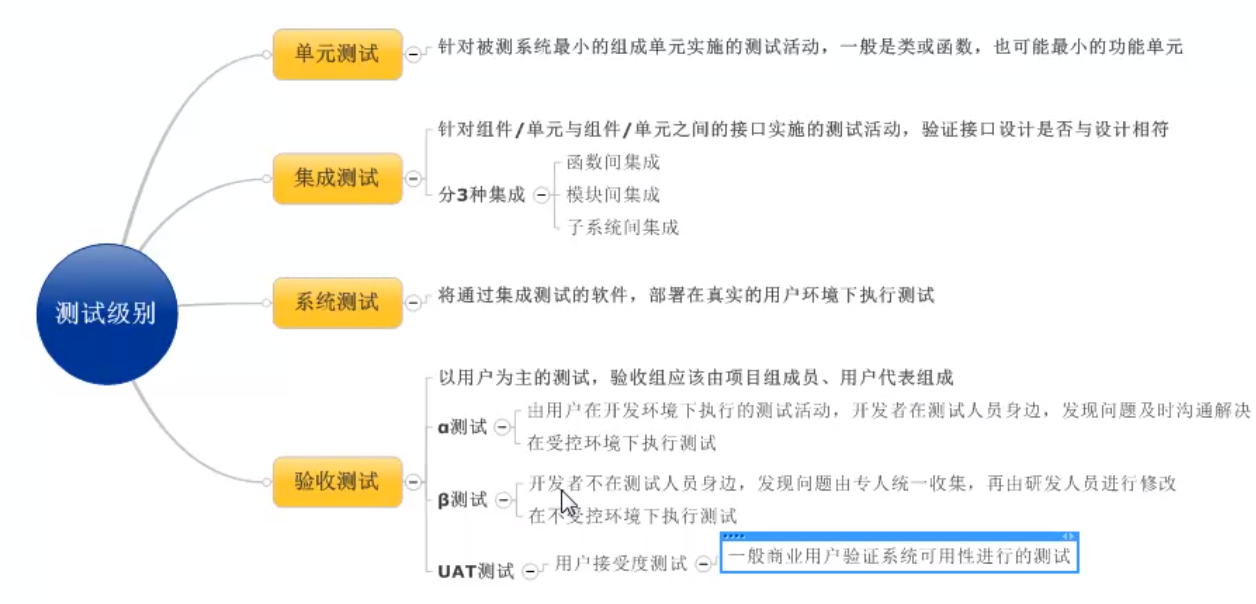 单元测试
针对被测系统最小的组成单元实施的测试活动，一般是类或函数，也可能最小的功能单元
针对组件/单元与组件/单元之间的接口实施的测试活动，验证接口设计是否与设计相符
集成测试
分3种集成
函数间集成
模块间集成
子系统间集成
测试级别
系统测试
将通过集成测试的软件，部署在真实的用户环境下执行测试
验收测试
以用户为主的测试，验收组应该由项目组成员、用户代表组成
α测试
由用户在开发环境下执行的测试活动，开发者在测试人员身边，发现问题及时沟通解决
在受控环境下执行测试
β测试
开发者不在测试人员身边，发现问题由专人统一收集，再由研发人员进行修改
在不受控环境下执行测试
UAT测试
用户接受度测试
一般商业用户验证系统可用性进行的测试